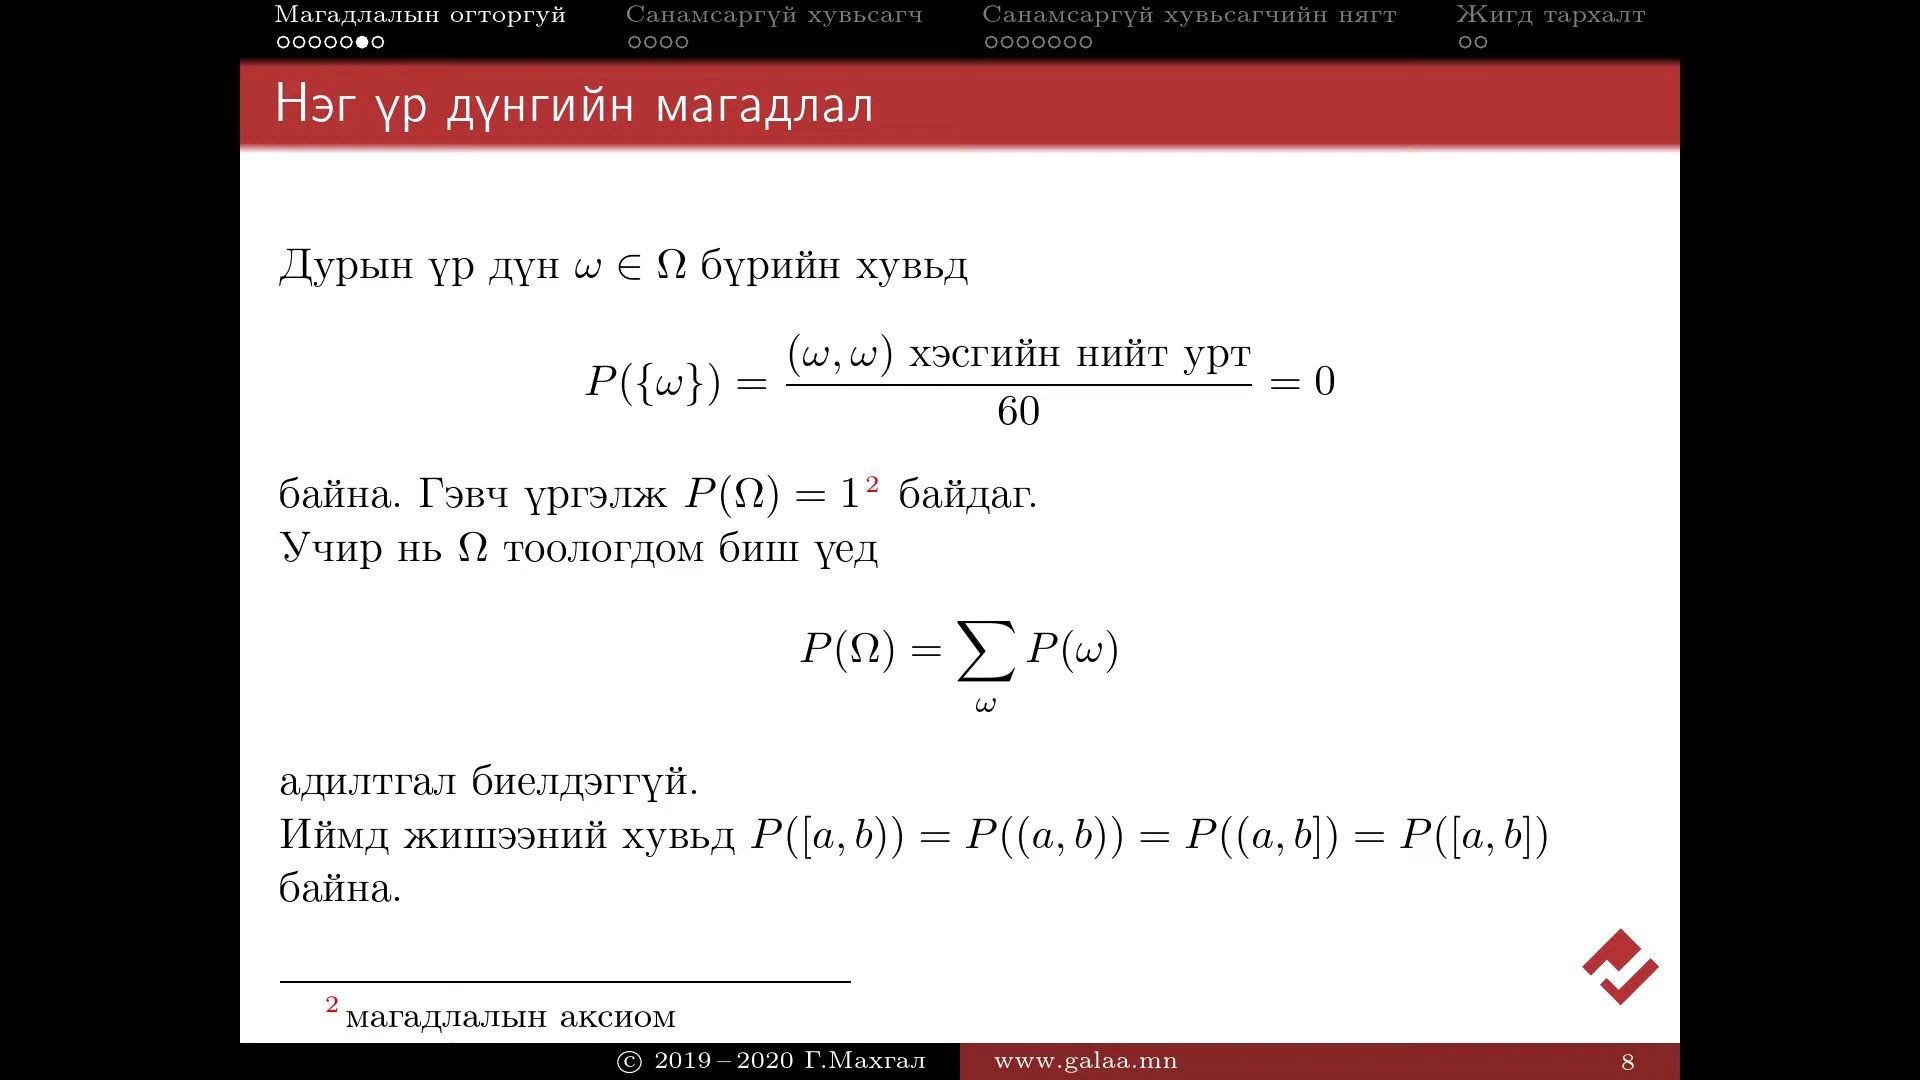 Магадлалын огторгуй Санамсаргүй хувьсагч Санамсаргүй хувьсагчийн нягт Жигд тархалт
Нэг үр дүнгийн магадлал
Дурын үр дүн ω ∈ Ω бүрийн хувьд
P({ω}) = (ω, ω) хэсгийн нийт урт / 60 = 0
байна. Гэвч үргэлж P(Ω) = 1 ² байдаг.
Учир нь Ω тоологдом биш үед
P(Ω) = ∑_ω P(ω)
адилтгал биелдэггүй.
Иймд жишээний хувьд P([a, b)) = P((a, b)) = P((a, b]) = P([a, b])
байна.
² магадлалын аксиом
© 2019–2020 Г.Махгал www.galaa.mn 8